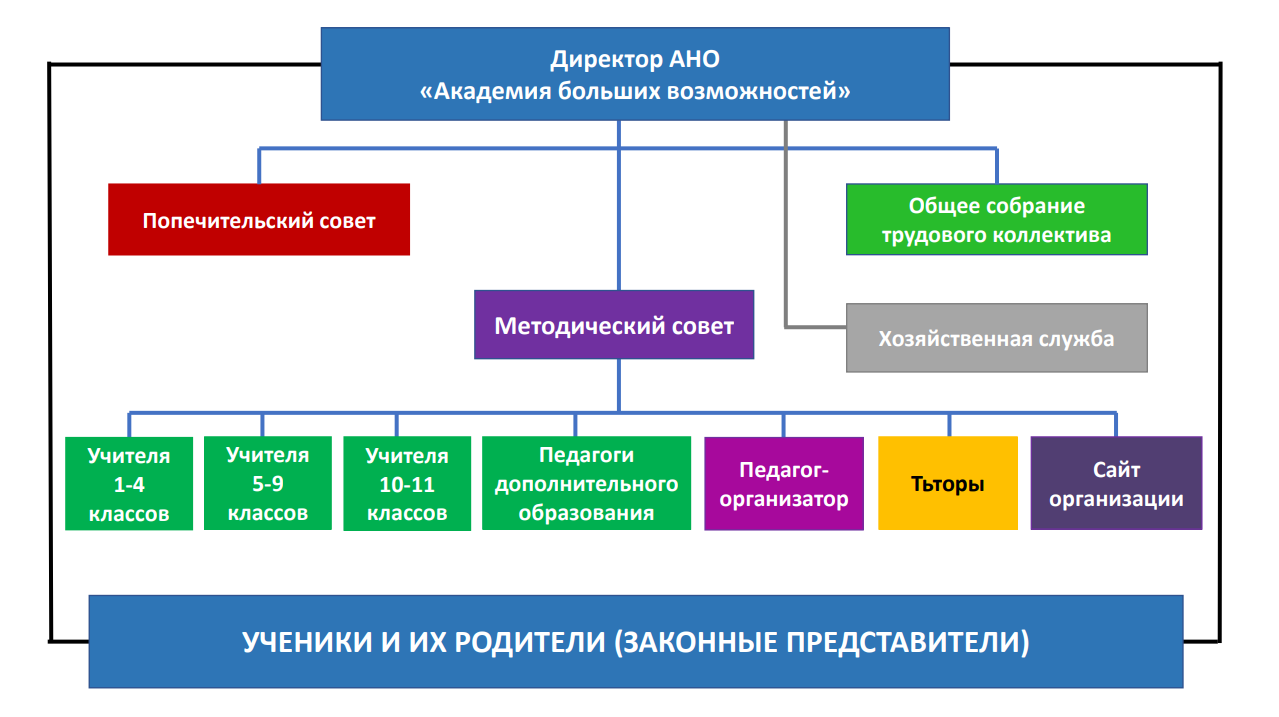 Директор АНО
«Академия больших возможностей»
Попечительский совет
Общее собрание
трудового коллектива
Методический совет
Хозяйственная служба
Учителя
1-4
классов
Учителя
5-9
классов
Учителя
10-11
классов
Педагоги
дополнительного
образования
Педагог-
организатор
Тьторы
Сайт
организации
УЧЕНИКИ И ИХ РОДИТЕЛИ (ЗАКОННЫЕ ПРЕДСТАВИТЕЛИ)